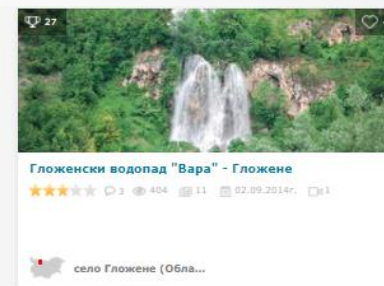 27
Гложенски водопад "Вара" - Гложене
3 404 11 02.09.2014г. 1
село Гложене (Обла...